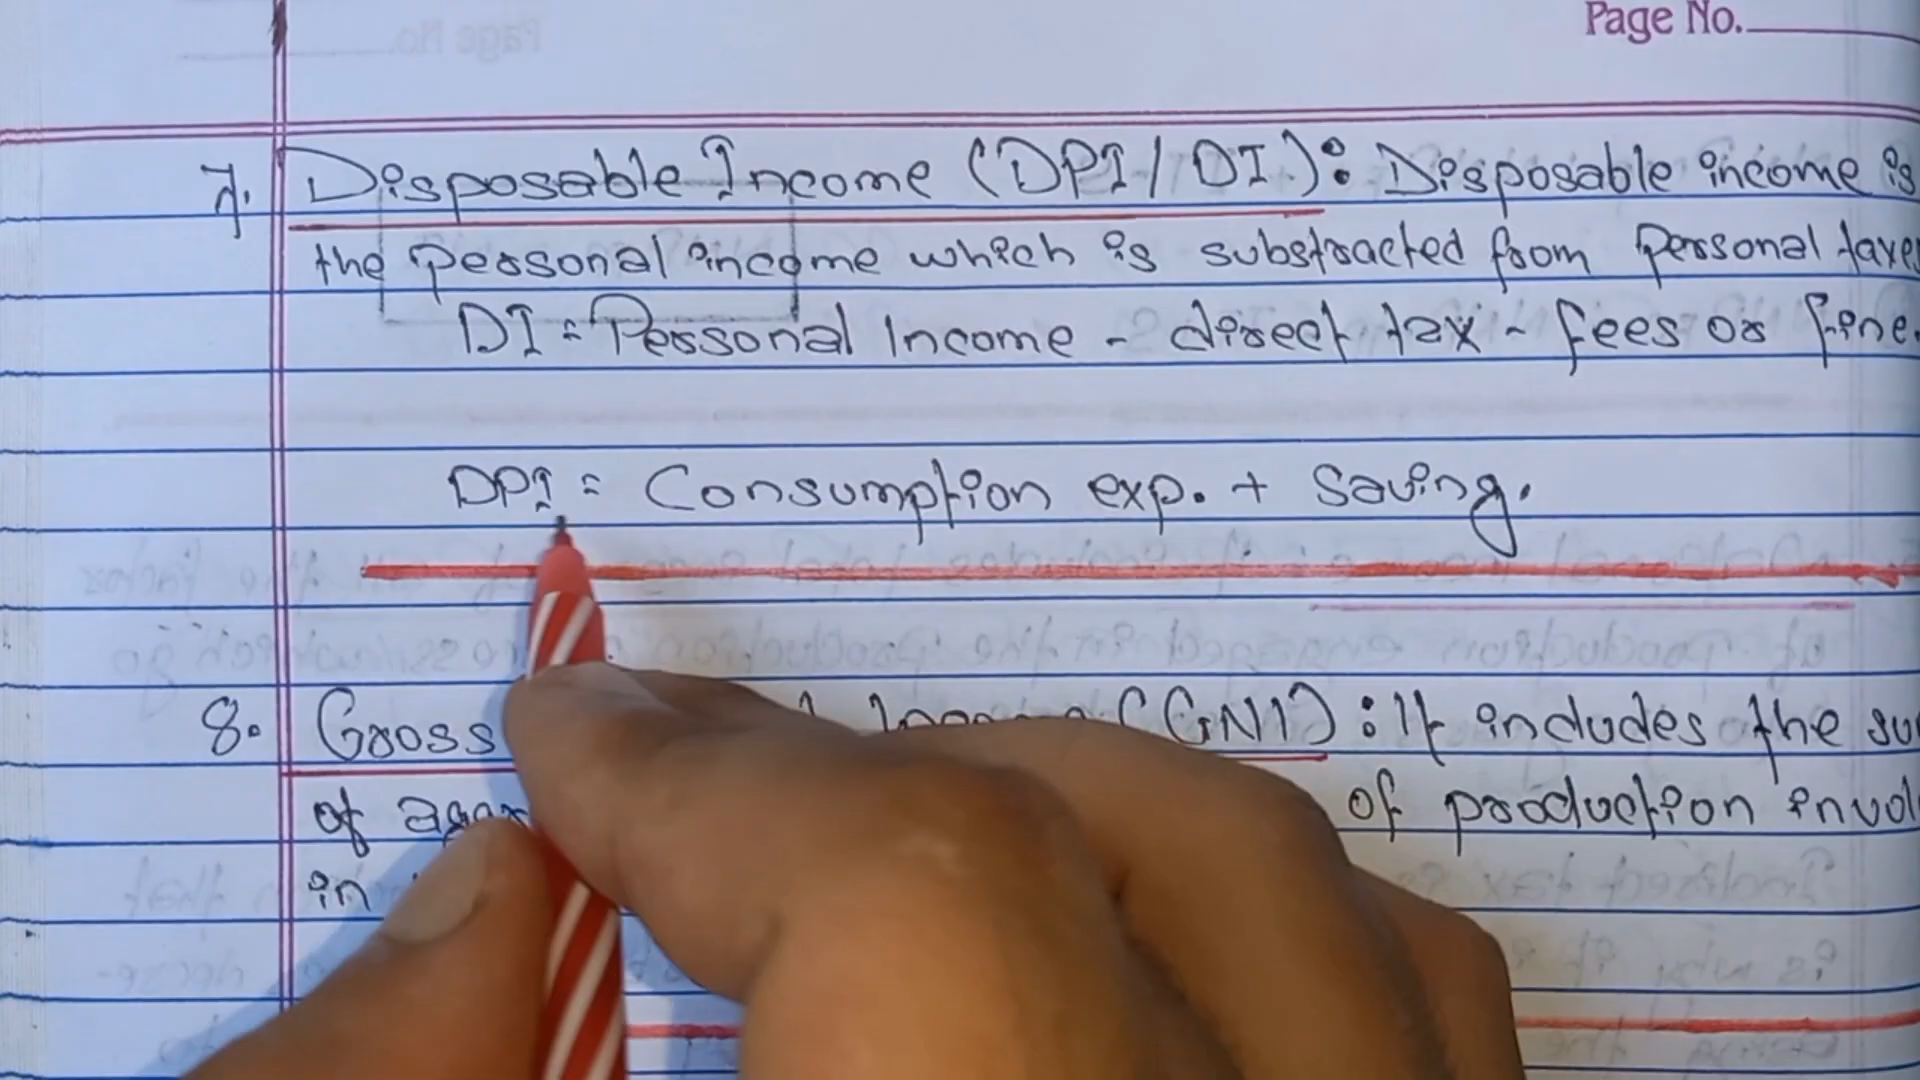 Page No.
7. Disposable Income (DPI / DI): Disposable income is
the personal income which is substracted from personal taxes
DI = Personal Income - direct tax - fees or fine.
DPI = Consumption exp. + Saving.
8. Gross (GNI) : It includes the
of of production
in